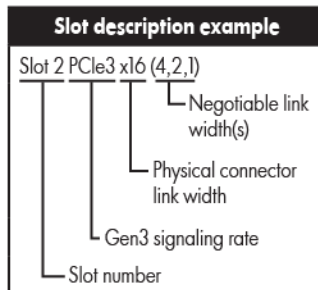 Slot description example
Slot 2 PCIe3 x16 (4,2,1)
Negotiable link
width(s)
Physical connector
link width
Gen3 signaling rate
Slot number